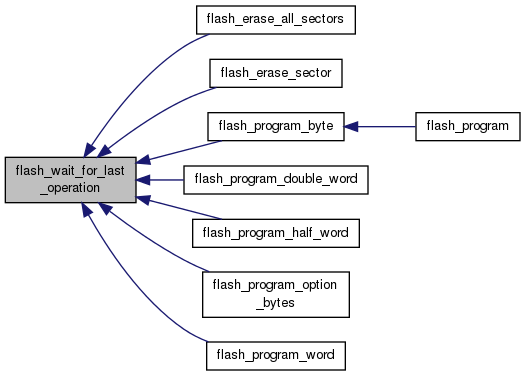 flash_erase_all_sectors
flash_erase_sector
flash_program_byte
flash_program
flash_wait_for_last
_operation
flash_program_double_word
flash_program_half_word
flash_program_option
_bytes
flash_program_word